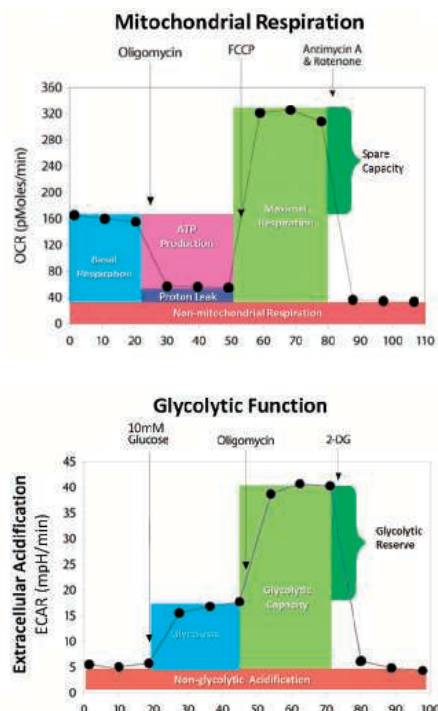 Mitochondrial Respiration
Oligomycin
FCCP
Antimycin A
& Rotenone
OCR (pMoles/min)
360
320
280
240
200
160
120
80
40
0
Basal
Respiration
ATP
Production
Proton Leak
Maximal
Respiration
Spare
Capacity
Non-mitochondrial Respiration
0 10 20 30 40 50 60 70 80 90 100 110
Glycolytic Function
10mM
Glucose
Oligomycin
2-DG
Extracellular Acidification
ECAR (mpH/min)
45
40
35
30
25
20
15
10
5
0
Glycolysis
Glycolytic
Capacity
Glycolytic
Reserve
Non-glycolytic Acidification
0 10 20 30 40 50 60 70 80 90 100